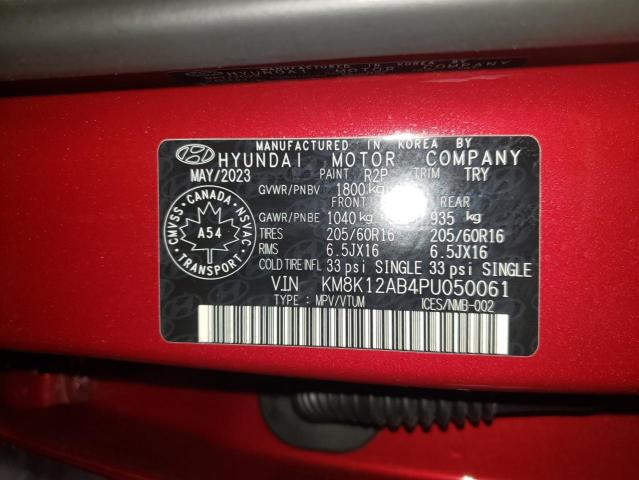 HYUNDAI MOTOR COMPANY
MANUFACTURED IN KOREA BY
HYUNDAI MOTOR COMPANY
MAY/2023 PAINT R2P TRIM TRY
GVWR/PNBV 1800 kg
FRONT REAR
GAWR/PNBE 1040 kg 935 kg
TIRES 205/60R16 205/60R16
RIMS 6.5JX16 6.5JX16
COLD TIRE INFL 33 psi SINGLE 33 psi SINGLE
VIN KM8K12AB4PU050061
TYPE : MPV/VTUM ICES/NMB-002
CANADA
CMVSS NSVAC
A54
TRANSPORT